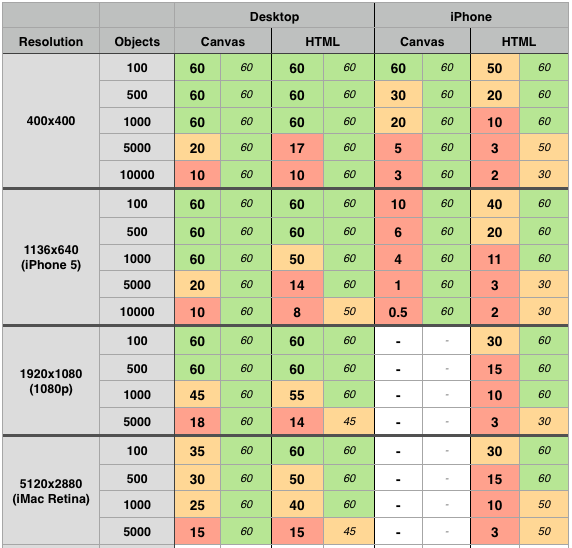 Desktop iPhone
Resolution Objects Canvas HTML Canvas HTML
400x400
100 60 60 60 60 60 60 50 60
500 60 60 60 60 30 60 20 60
1000 60 60 60 60 20 60 10 60
5000 20 60 17 60 5 60 3 50
10000 10 60 10 60 3 60 2 30
1136x640
(iPhone 5)
100 60 60 60 60 10 60 40 60
500 60 60 60 60 6 60 20 60
1000 60 60 50 60 4 60 11 60
5000 20 60 14 60 1 60 3 30
10000 10 60 8 50 0.5 60 2 30
1920x1080
(1080p)
100 60 60 60 60 - - 30 60
500 60 60 60 60 - - 15 60
1000 45 60 55 60 - - 10 60
5000 18 60 14 45 - - 3 30
5120x2880
(iMac Retina)
100 35 60 60 60 - - 30 60
500 30 60 50 60 - - 15 60
1000 25 60 40 60 - - 10 50
5000 15 60 15 45 - - 3 50